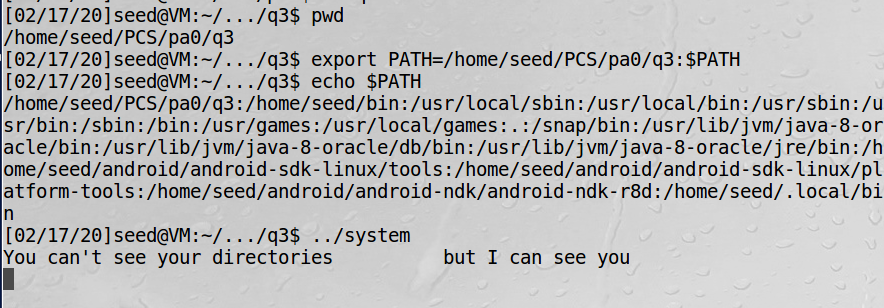 [02/17/20]seed@VM:~/.../q3$ pwd
/home/seed/PCS/pa0/q3
[02/17/20]seed@VM:~/.../q3$ export PATH=/home/seed/PCS/pa0/q3:$PATH
[02/17/20]seed@VM:~/.../q3$ echo $PATH
/home/seed/PCS/pa0/q3:/home/seed/bin:/usr/local/sbin:/usr/local/bin:/usr/sbin:/u
sr/bin:/sbin:/bin:/usr/games:/usr/local/games:.:/snap/bin:/usr/lib/jvm/java-8-or
acle/bin:/usr/lib/jvm/java-8-oracle/db/bin:/usr/lib/jvm/java-8-oracle/jre/bin:/h
ome/seed/android/android-sdk-linux/tools:/home/seed/android/android-sdk-linux/pl
atform-tools:/home/seed/android/android-ndk/android-ndk-r8d:/home/seed/.local/bi
n
[02/17/20]seed@VM:~/.../q3$ ../system
You can't see your directories          but I can see you